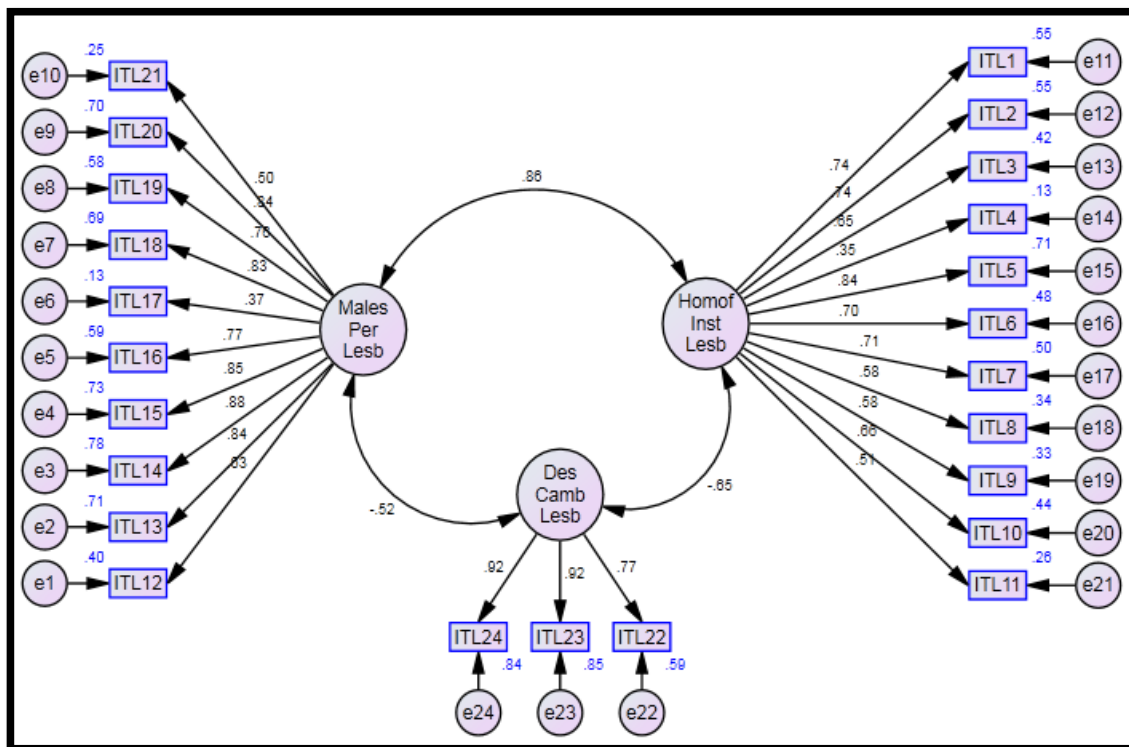 .25
e10 ITL21
.70
e9 ITL20
.58
e8 ITL19
.69
e7 ITL18
.13
e6 ITL17
.59
e5 ITL16
.73
e4 ITL15
.78
e3 ITL14
.71
e2 ITL13
.40
e1 ITL12
.50
.84
.76
.83
.37
.77
.85
.88
.84
.63
Males
Per
Lesb
.86
-.52
-.65
Homof
Inst
Lesb
.74
.74
.65
.35
.84
.70
.71
.58
.58
.66
.51
.55
ITL1 e11
.55
ITL2 e12
.42
ITL3 e13
.13
ITL4 e14
.71
ITL5 e15
.48
ITL6 e16
.50
ITL7 e17
.34
ITL8 e18
.33
ITL9 e19
.44
ITL10 e20
.26
ITL11 e21
Des
Camb
Lesb
.92 .92 .77
ITL24 ITL23 ITL22
.84 .85 .59
e24 e23 e22